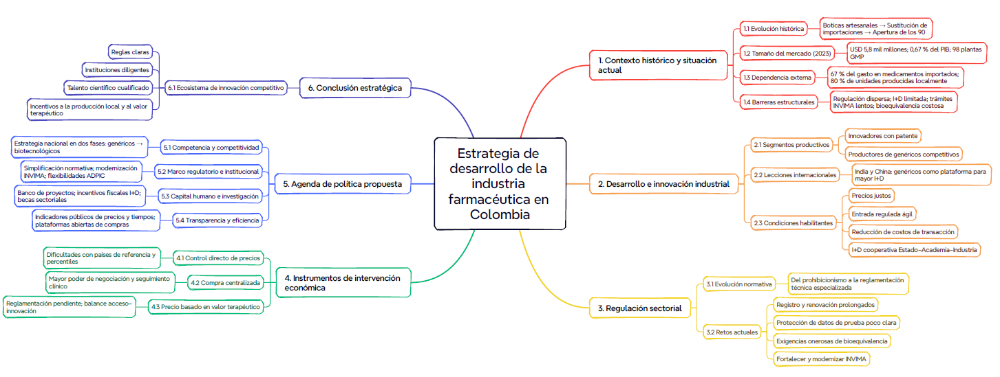 Estrategia de
desarrollo de la
industria
farmacéutica en
Colombia
1. Contexto histórico y situación
actual
1.1 Evolución histórica
Boticas artesanales → Sustitución de
importaciones → Apertura de los 90
1.2 Tamaño del mercado (2023)
USD 5,8 mil millones; 0,67 % del PIB; 98 plantas
GMP
1.3 Dependencia externa
67 % del gasto en medicamentos importados;
80 % de unidades producidas localmente
1.4 Barreras estructurales
Regulación dispersa; I+D limitada; trámites
INVIMA lentos; bioequivalencia costosa
2. Desarrollo e innovación industrial
2.1 Segmentos productivos
Innovadores con patente
Productores de genéricos competitivos
2.2 Lecciones internacionales
India y China: genéricos como plataforma para
mayor I+D
2.3 Condiciones habilitantes
Precios justos
Entrada regulada ágil
Reducción de costos de transacción
I+D cooperativa Estado–Academia–Industria
3. Regulación sectorial
3.1 Evolución normativa
Del prohibicionismo a la reglamentación
técnica especializada
3.2 Retos actuales
Registro y renovación prolongados
Protección de datos de prueba poco clara
Exigencias onerosas de bioequivalencia
Fortalecer y modernizar INVIMA
4. Instrumentos de intervención
económica
4.1 Control directo de precios
Dificultades con países de referencia y
percentiles
4.2 Compra centralizada
Mayor poder de negociación y seguimiento
clínico
4.3 Precio basado en valor terapéutico
Reglamentación pendiente; balance acceso–
innovación
5. Agenda de política propuesta
5.1 Competencia y competitividad
Estrategia nacional en dos fases: genéricos →
biotecnológicos
5.2 Marco regulatorio e institucional
Simplificación normativa; modernización
INVIMA; flexibilidades ADPIC
5.3 Capital humano e investigación
Banco de proyectos; incentivos fiscales I+D;
becas sectoriales
5.4 Transparencia y eficiencia
Indicadores públicos de precios y tiempos;
plataformas abiertas de compras
6. Conclusión estratégica
6.1 Ecosistema de innovación competitivo
Reglas claras
Instituciones diligentes
Talento científico cualificado
Incentivos a la producción local y al valor
terapéutico